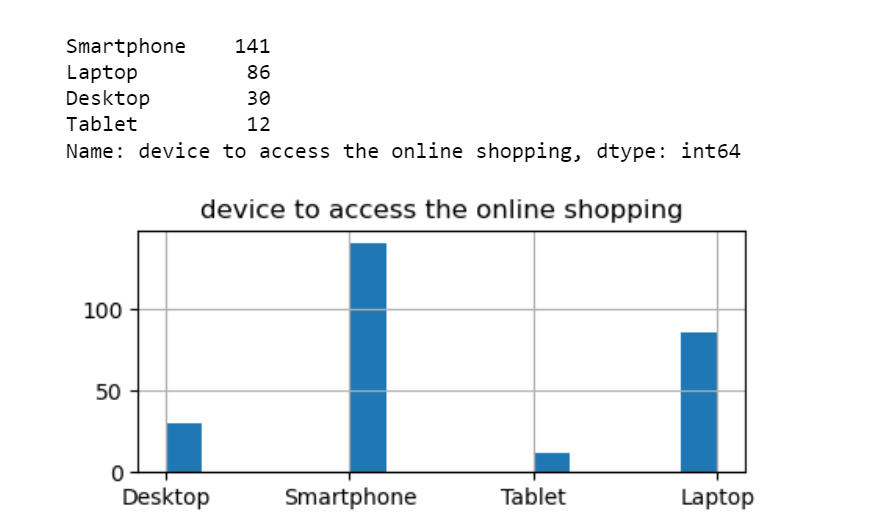 Smartphone    141
Laptop         86
Desktop        30
Tablet         12
Name: device to access the online shopping, dtype: int64
device to access the online shopping
100
50
0
Desktop Smartphone Tablet Laptop